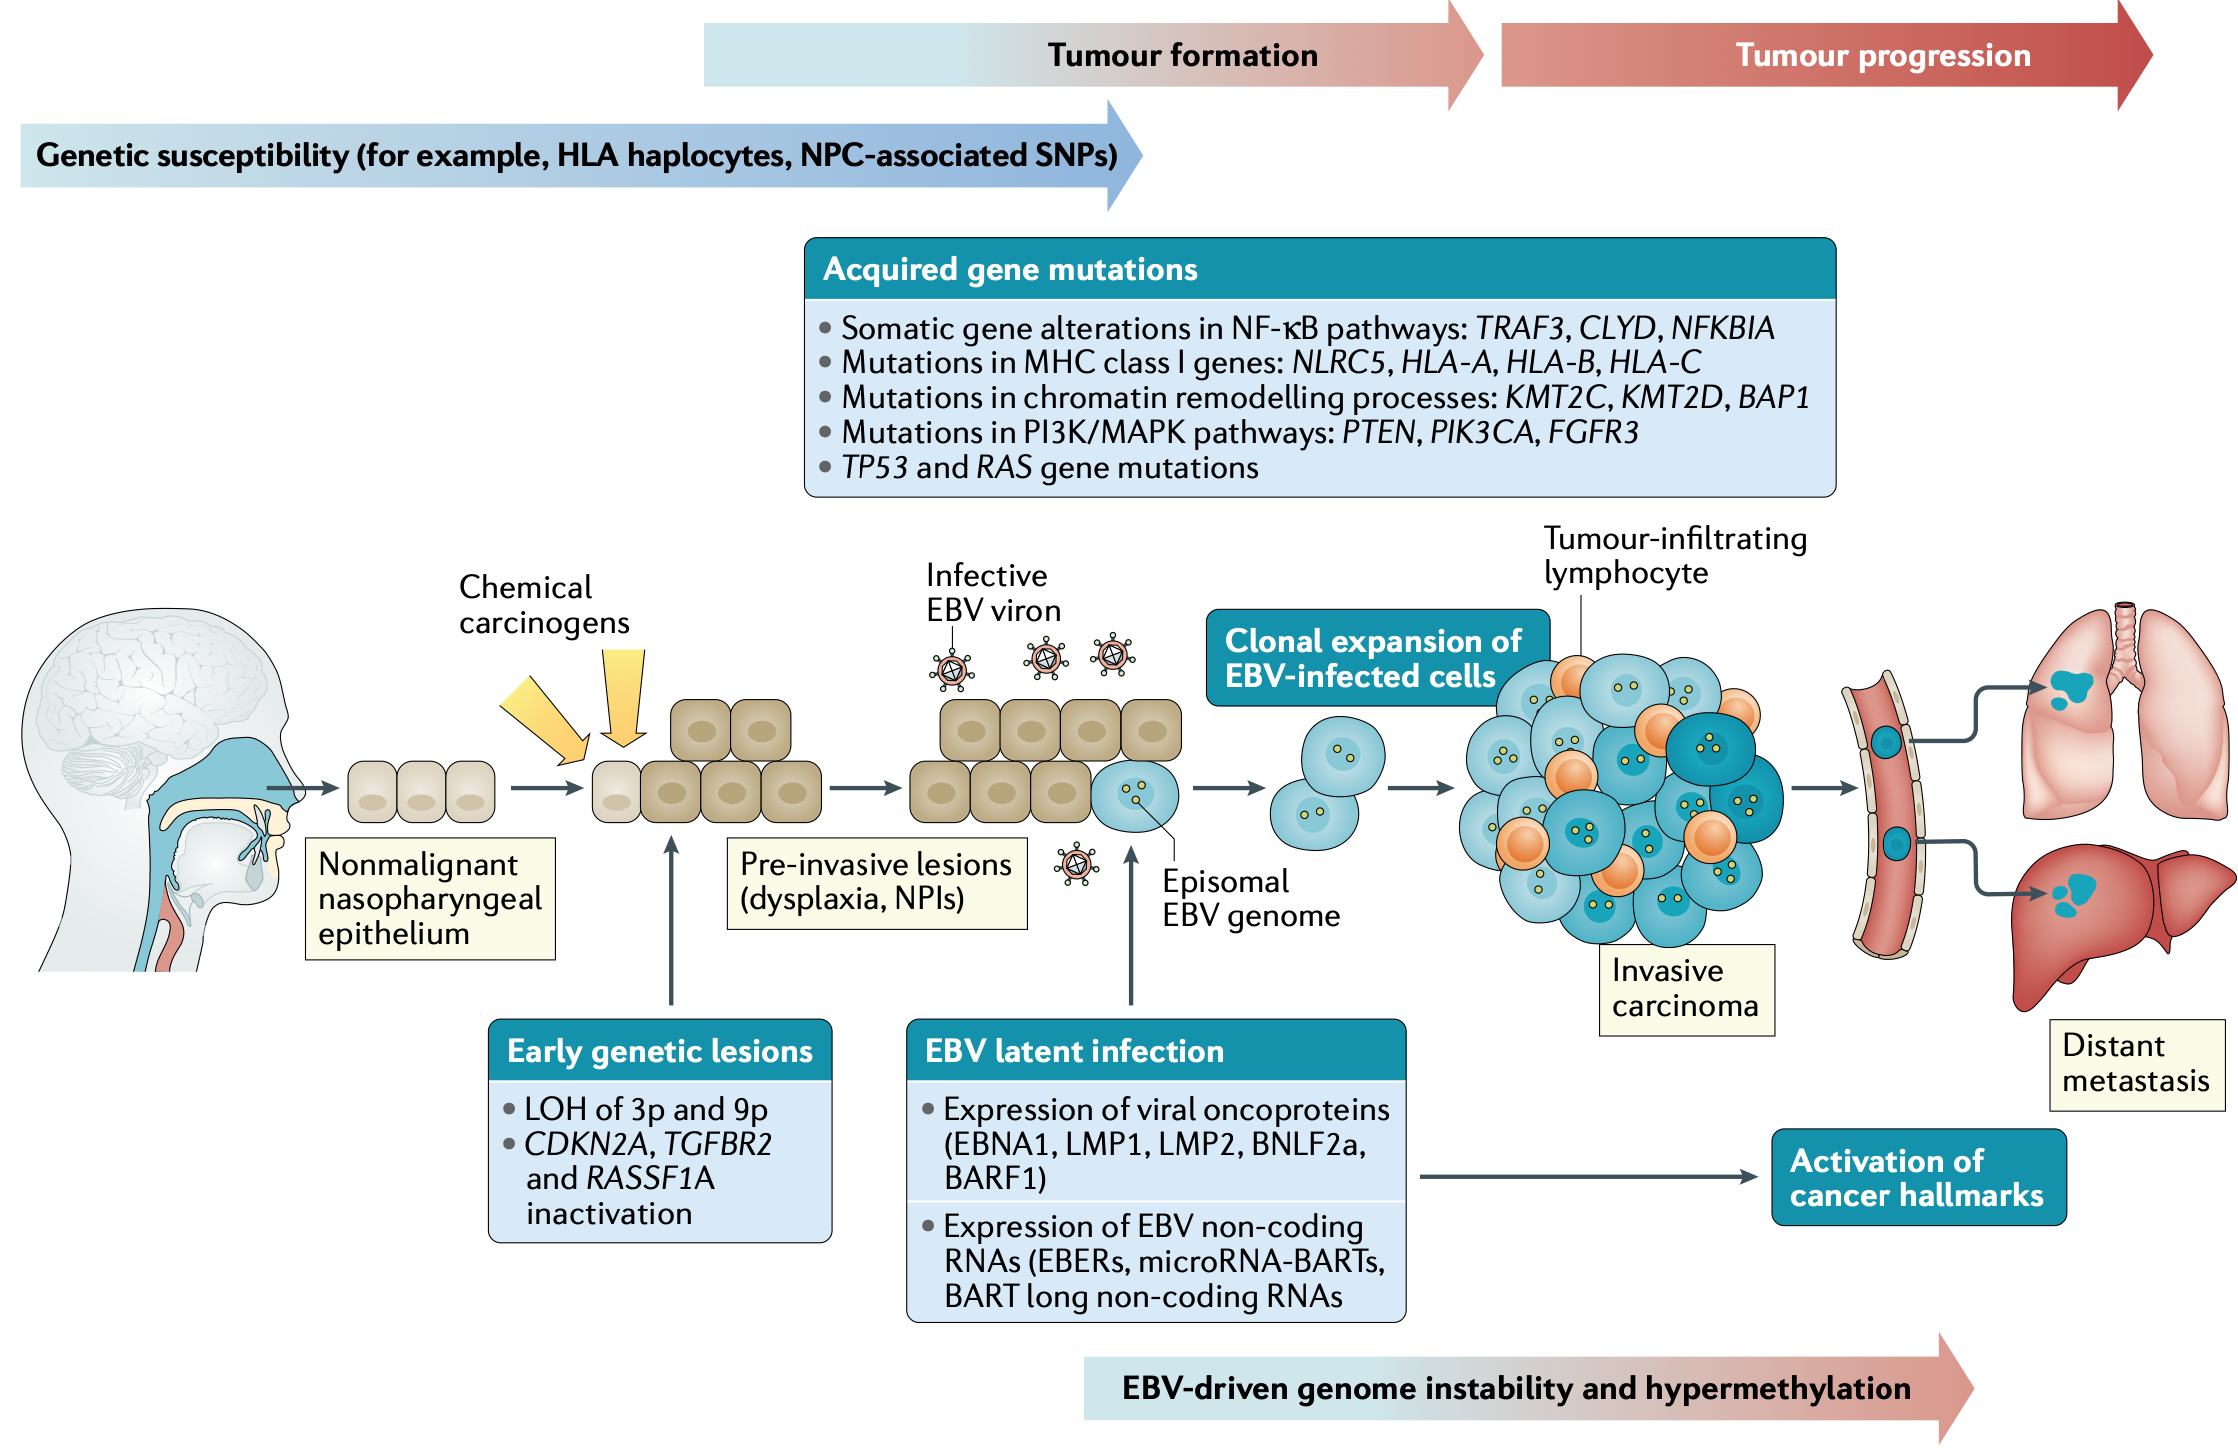 Tumour formation
Tumour progression
Genetic susceptibility (for example, HLA haplocytes, NPC-associated SNPs)
Acquired gene mutations
• Somatic gene alterations in NF-κB pathways: TRAF3, CLYD, NFKBIA
• Mutations in MHC class I genes: NLRC5, HLA-A, HLA-B, HLA-C
• Mutations in chromatin remodelling processes: KMT2C, KMT2D, BAP1
• Mutations in PI3K/MAPK pathways: PTEN, PIK3CA, FGFR3
• TP53 and RAS gene mutations
Chemical
carcinogens
Infective
EBV viron
Tumour-infiltrating
lymphocyte
Clonal expansion of
EBV-infected cells
Nonmalignant
nasopharyngeal
epithelium
Pre-invasive lesions
(dysplaxia, NPIs)
Episomal
EBV genome
Invasive
carcinoma
Distant
metastasis
Early genetic lesions
• LOH of 3p and 9p
• CDKN2A, TGFBR2
and RASSF1A
inactivation
EBV latent infection
• Expression of viral oncoproteins
(EBNA1, LMP1, LMP2, BNLF2a,
BARF1)
• Expression of EBV non-coding
RNAs (EBERs, microRNA-BARTs,
BART long non-coding RNAs
Activation of
cancer hallmarks
EBV-driven genome instability and hypermethylation